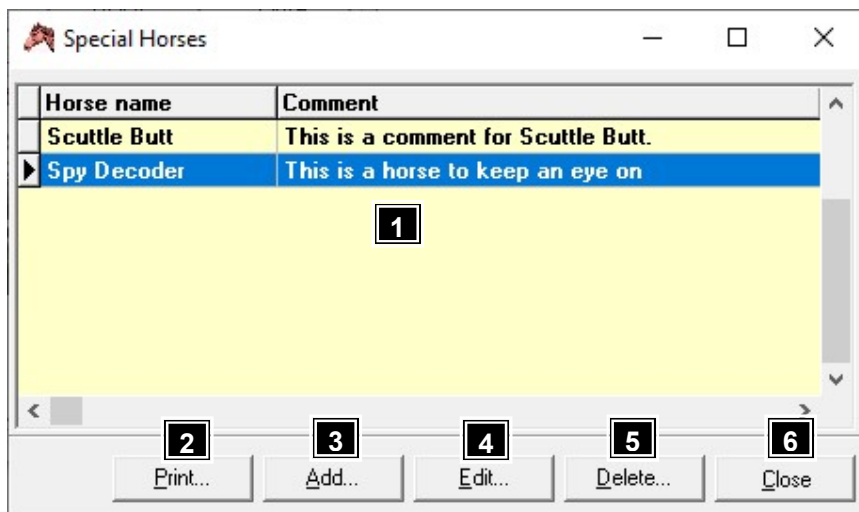 Special Horses
Horse name Comment
Scuttle Butt This is a comment for Scuttle Butt.
Spy Decoder This is a horse to keep an eye on
1
2 3 4 5 6
Print... Add... Edit... Delete... Close